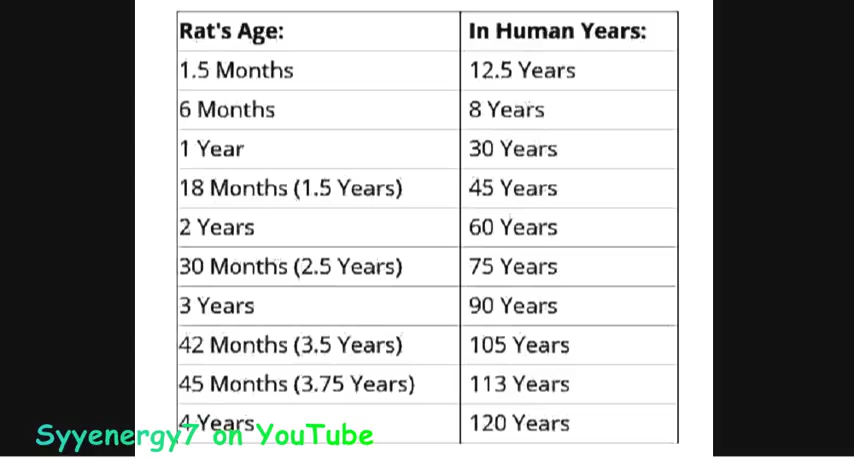 Rat's Age: In Human Years:
1.5 Months 12.5 Years
6 Months 8 Years
1 Year 30 Years
18 Months (1.5 Years) 45 Years
2 Years 60 Years
30 Months (2.5 Years) 75 Years
3 Years 90 Years
42 Months (3.5 Years) 105 Years
45 Months (3.75 Years) 113 Years
4 Years 120 Years
Syyenergy7 on YouTube